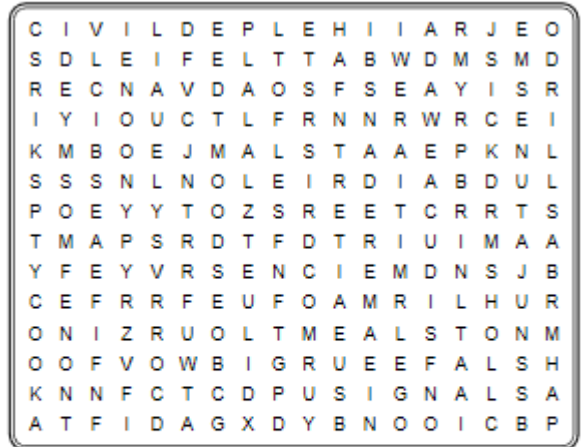 C I V I L D E P L E H I I A R J E O
S D L E I F E L T T A B W D M S M D
R E C N A V D A O S F S E A Y I S R
I Y I O U C T L F R N N R W R C E I
K M B O E J M A L S T A A E P K N L
S S S N L N O L E I R D I A B D U L
P O E Y Y T O Z S R E E T C R R T S
T M A P S R D T F D T R I U I M A A
Y F E Y V R S E N C I E M D N S J B
C E F R R F E U F O A M R I L H U R
O N I Z R U O L T M E A L S T O N M
O O F V O W B I G R U E E F A L S H
K N N F C T C D P U S I G N A L S A
A T F I D A G X D Y B N O O I C B P